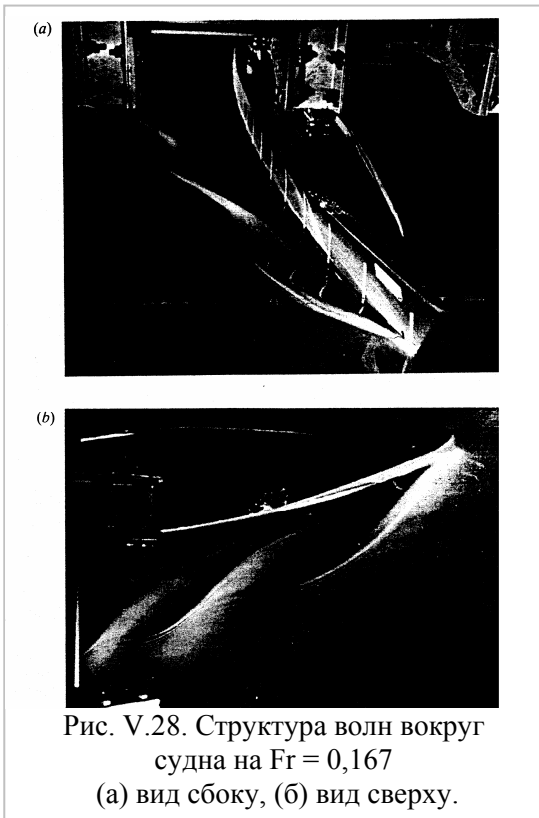 (a)
(b)
Рис. V.28. Структура волн вокруг
судна на Fr = 0,167
(а) вид сбоку, (б) вид сверху.